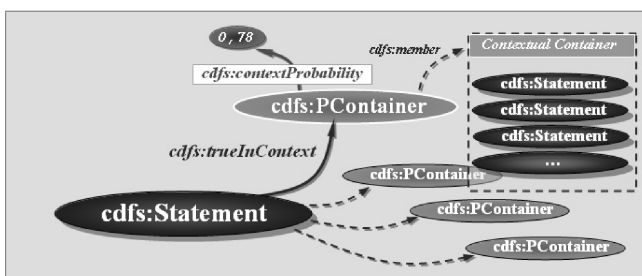 0,78
cdfs:member
Contextual Container
cdfs:contextProbability
cdfs:Statement
cdfs:PContainer
cdfs:Statement
cdfs:Statement
cdfs:trueInContext
...
cdfs:PContainer
cdfs:Statement
cdfs:PContainer
cdfs:PContainer